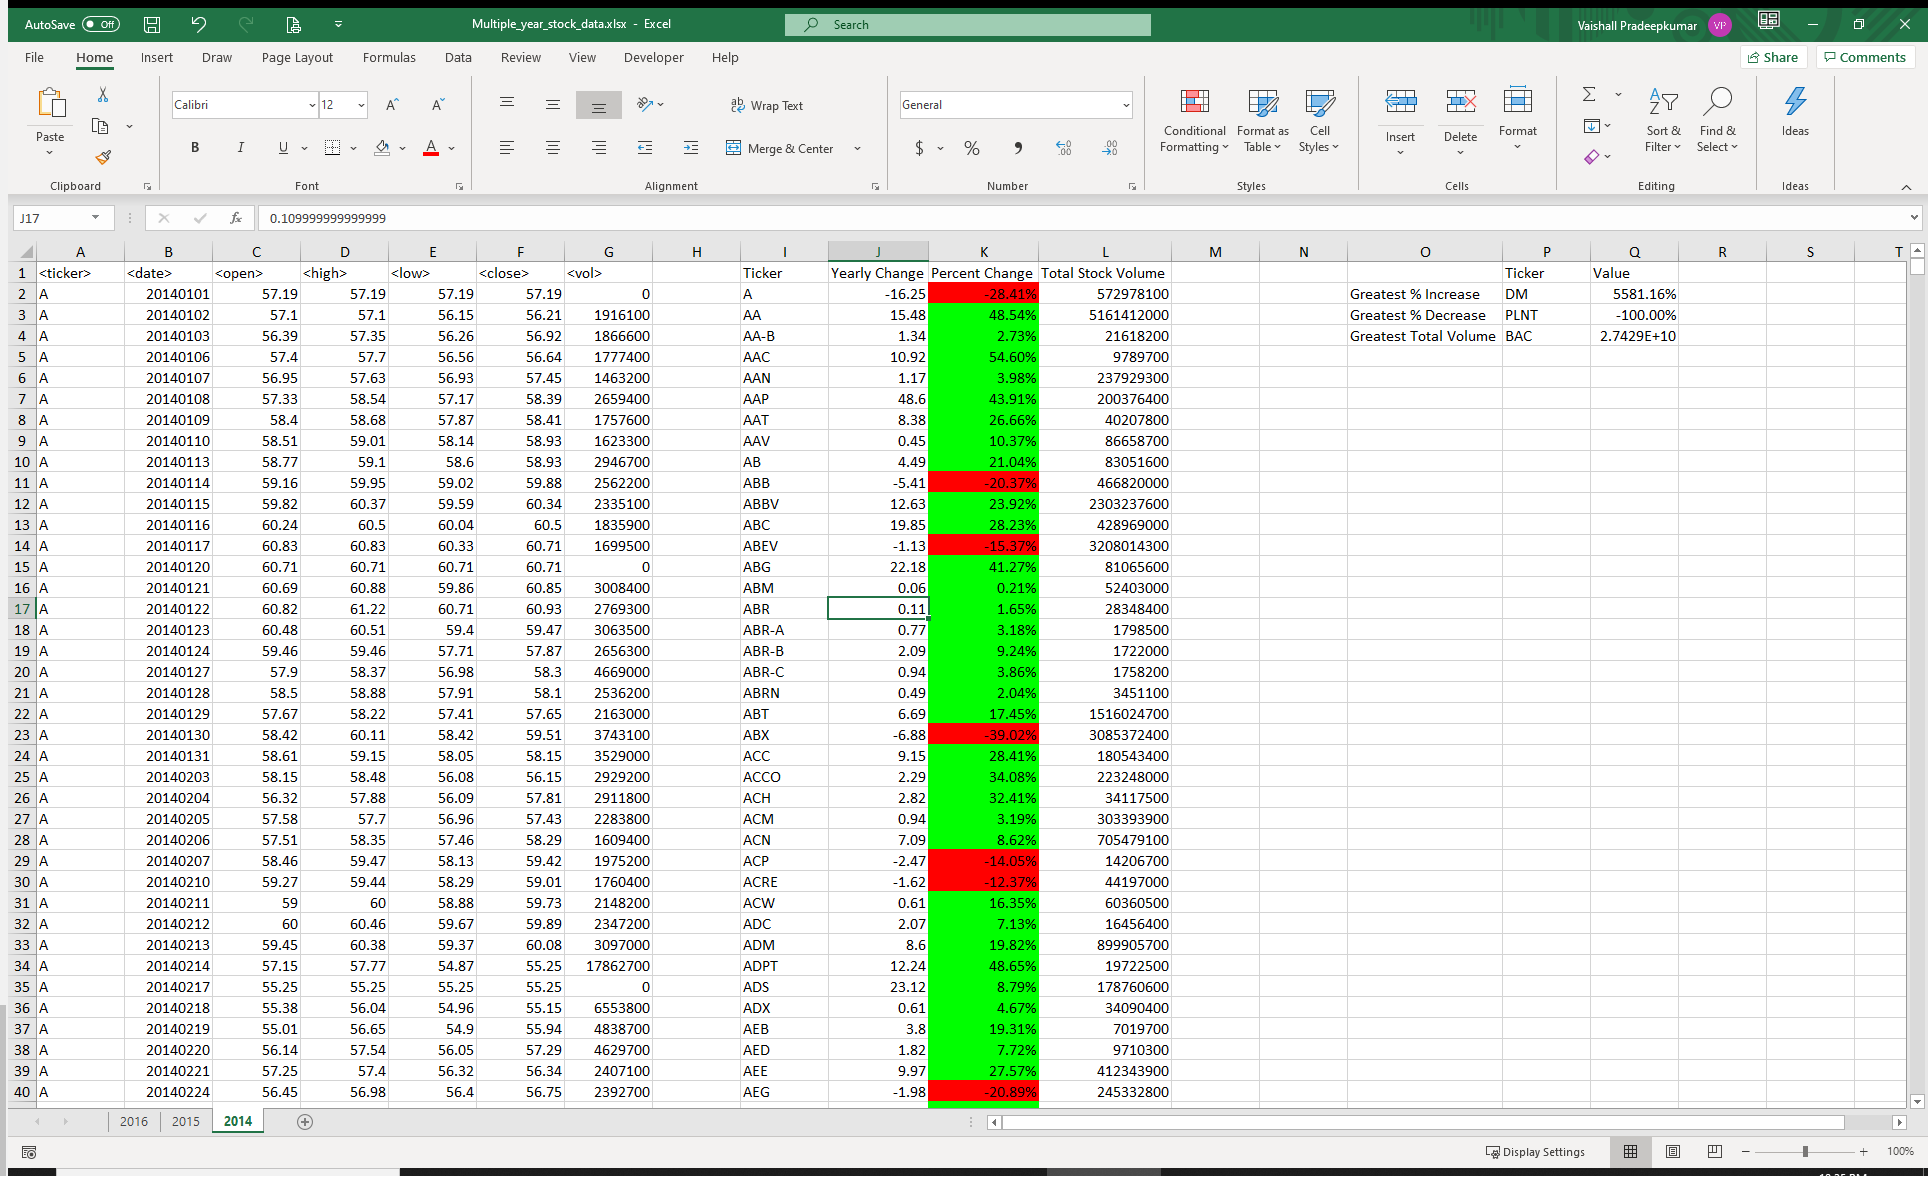 AutoSave Off Multiple_year_stock_data.xlsx - Excel Search Vaishall Pradeepkumar VP
File Home Insert Draw Page Layout Formulas Data Review View Developer Help Share Comments
Calibri 12 Wrap Text General
Paste B I U Merge & Center $ % Conditional Formatting Format as Table Cell Styles Insert Delete Format Sort & Filter Find & Select Ideas
Clipboard Font Alignment Number Styles Cells Editing Ideas
J17 fx 0.109999999999999
A B C D E F G H I J K L M N O P Q R S T
1 <ticker> <date> <open> <high> <low> <close> <vol> Ticker Yearly Change Percent Change Total Stock Volume Ticker Value
2 A 20140101 57.19 57.19 57.19 57.19 0 A -16.25 -28.41% 572978100 Greatest % Increase DM 5581.16%
3 A 20140102 57.1 57.1 56.15 56.21 1916100 AA 15.48 48.54% 5161412000 Greatest % Decrease PLNT -100.00%
4 A 20140103 56.39 57.35 56.26 56.92 1866600 AA-B 1.34 2.73% 21618200 Greatest Total Volume BAC 2.7429E+10
5 A 20140106 57.4 57.7 56.56 56.64 1777400 AAC 10.92 54.60% 9789700
6 A 20140107 56.95 57.63 56.93 57.45 1463200 AAN 1.17 3.98% 237929300
7 A 20140108 57.33 58.54 57.17 58.39 2659400 AAP 48.6 43.91% 200376400
8 A 20140109 58.4 58.68 57.87 58.41 1757600 AAT 8.38 26.66% 40207800
9 A 20140110 58.51 59.01 58.14 58.93 1623300 AAV 0.45 10.37% 86658700
10 A 20140113 58.77 59.1 58.6 58.93 2946700 AB 4.49 21.04% 83051600
11 A 20140114 59.16 59.95 59.02 59.88 2562200 ABB -5.41 -20.37% 466820000
12 A 20140115 59.82 60.37 59.59 60.34 2335100 ABBV 12.63 23.92% 2303237600
13 A 20140116 60.24 60.5 60.04 60.5 1835900 ABC 19.85 28.23% 428969000
14 A 20140117 60.83 60.83 60.33 60.71 1699500 ABEV -1.13 -15.37% 3208014300
15 A 20140120 60.71 60.71 60.71 60.71 0 ABG 22.18 41.27% 81065600
16 A 20140121 60.69 60.88 59.86 60.85 3008400 ABM 0.06 0.21% 52403000
17 A 20140122 60.82 61.22 60.71 60.93 2769300 ABR 0.11 1.65% 28348400
18 A 20140123 60.48 60.51 59.4 59.47 3063500 ABR-A 0.77 3.18% 1798500
19 A 20140124 59.46 59.46 57.71 57.87 2656300 ABR-B 2.09 9.24% 1722000
20 A 20140127 57.9 58.37 56.98 58.3 4669000 ABR-C 0.94 3.86% 1758200
21 A 20140128 58.5 58.88 57.91 58.1 2536200 ABRN 0.49 2.04% 3451100
22 A 20140129 57.67 58.22 57.41 57.65 2163000 ABT 6.69 17.45% 1516024700
23 A 20140130 58.42 60.11 58.42 59.51 3743100 ABX -6.88 -39.02% 3085372400
24 A 20140131 58.61 59.15 58.05 58.15 3529000 ACC 9.15 28.41% 180543400
25 A 20140203 58.15 58.48 56.08 56.15 2929200 ACCO 2.29 34.08% 223248000
26 A 20140204 56.32 57.88 56.09 57.81 2911800 ACH 2.82 32.41% 34117500
27 A 20140205 57.58 57.7 56.96 57.43 2283800 ACM 0.94 3.19% 303393900
28 A 20140206 57.51 58.35 57.46 58.29 1609400 ACN 7.09 8.62% 705479100
29 A 20140207 58.46 59.47 58.13 59.42 1975200 ACP -2.47 -14.05% 14206700
30 A 20140210 59.27 59.44 58.29 59.01 1760400 ACRE -1.62 -12.37% 44197000
31 A 20140211 59 60 58.88 59.73 2148200 ACW 0.61 16.35% 60360500
32 A 20140212 60 60.46 59.67 59.89 2347200 ADC 2.07 7.13% 16456400
33 A 20140213 59.45 60.38 59.37 60.08 3097000 ADM 8.6 19.82% 899905700
34 A 20140214 57.15 57.77 54.87 55.25 17862700 ADPT 12.24 48.65% 19722500
35 A 20140217 55.25 55.25 55.25 55.25 0 ADS 23.12 8.79% 178760600
36 A 20140218 55.38 56.04 54.96 55.15 6553800 ADX 0.61 4.67% 34090400
37 A 20140219 55.01 56.65 54.9 55.94 4838700 AEB 3.8 19.31% 7019700
38 A 20140220 56.14 57.54 56.05 57.29 4629700 AED 1.82 7.72% 9710300
39 A 20140221 57.25 57.4 56.32 56.34 2407100 AEE 9.97 27.57% 412343900
40 A 20140224 56.45 56.98 56.4 56.75 2392700 AEG -1.98 -20.89% 245332800
2016 2015 2014
Display Settings 100%